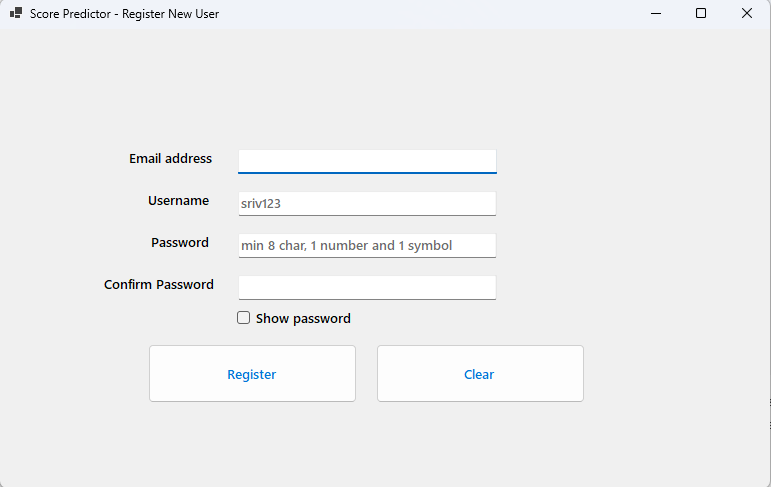 Score Predictor - Register New User
Email address
Username
sriv123
Password
min 8 char, 1 number and 1 symbol
Confirm Password
Show password
Register
Clear